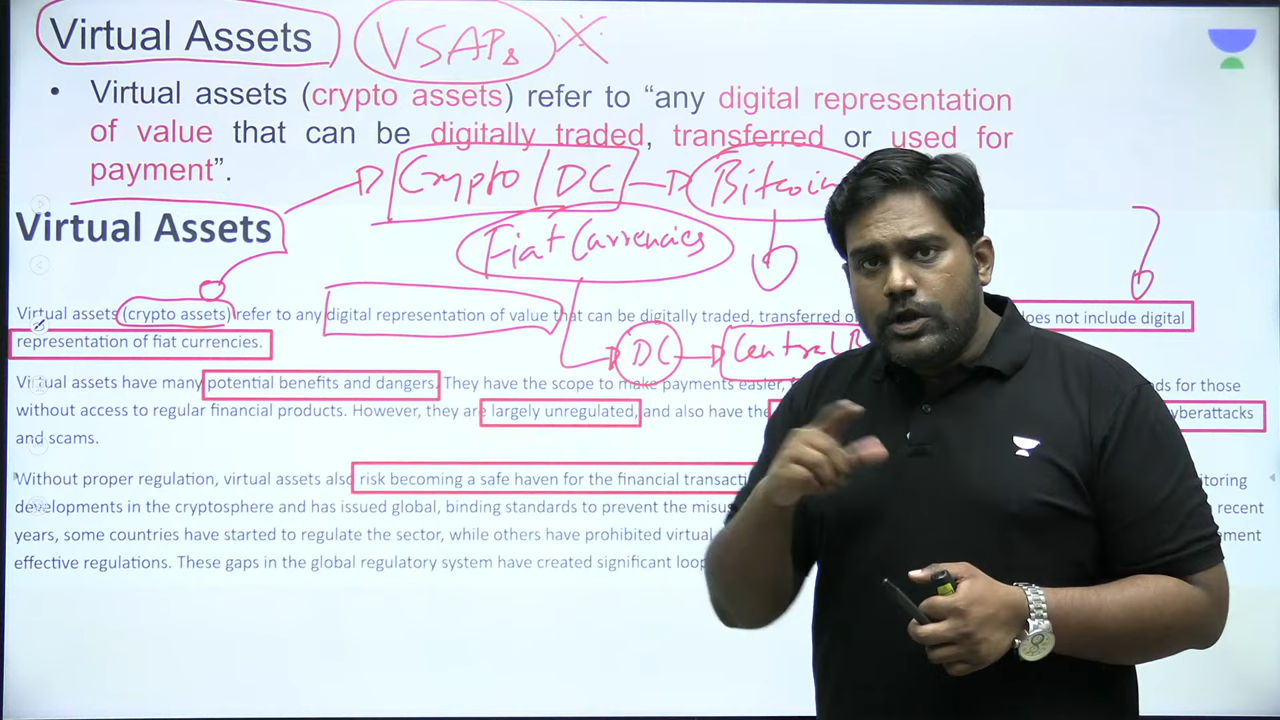 Virtual Assets VSAPs
• Virtual assets (crypto assets) refer to “any digital representation
of value that can be digitally traded, transferred or used for
payment”.
Crypto / DC Bitcoin
Virtual Assets
Fiat Currencies
Virtual assets (crypto assets) refer to any digital representation of value that can be digitally traded, transferred does not include digital
representation of fiat currencies.
DC Central B
Virtual assets have many potential benefits and dangers. They have the scope to make payments easier, for those
without access to regular financial products. However, they are largely unregulated, and also have the cyberattacks
and scams.
Without proper regulation, virtual assets also risk becoming a safe haven for the financial
developments in the cryptosphere and has issued global, binding standards to prevent the recent
years, some countries have started to regulate the sector, while others have prohibited virtual
effective regulations. These gaps in the global regulatory system have created significant